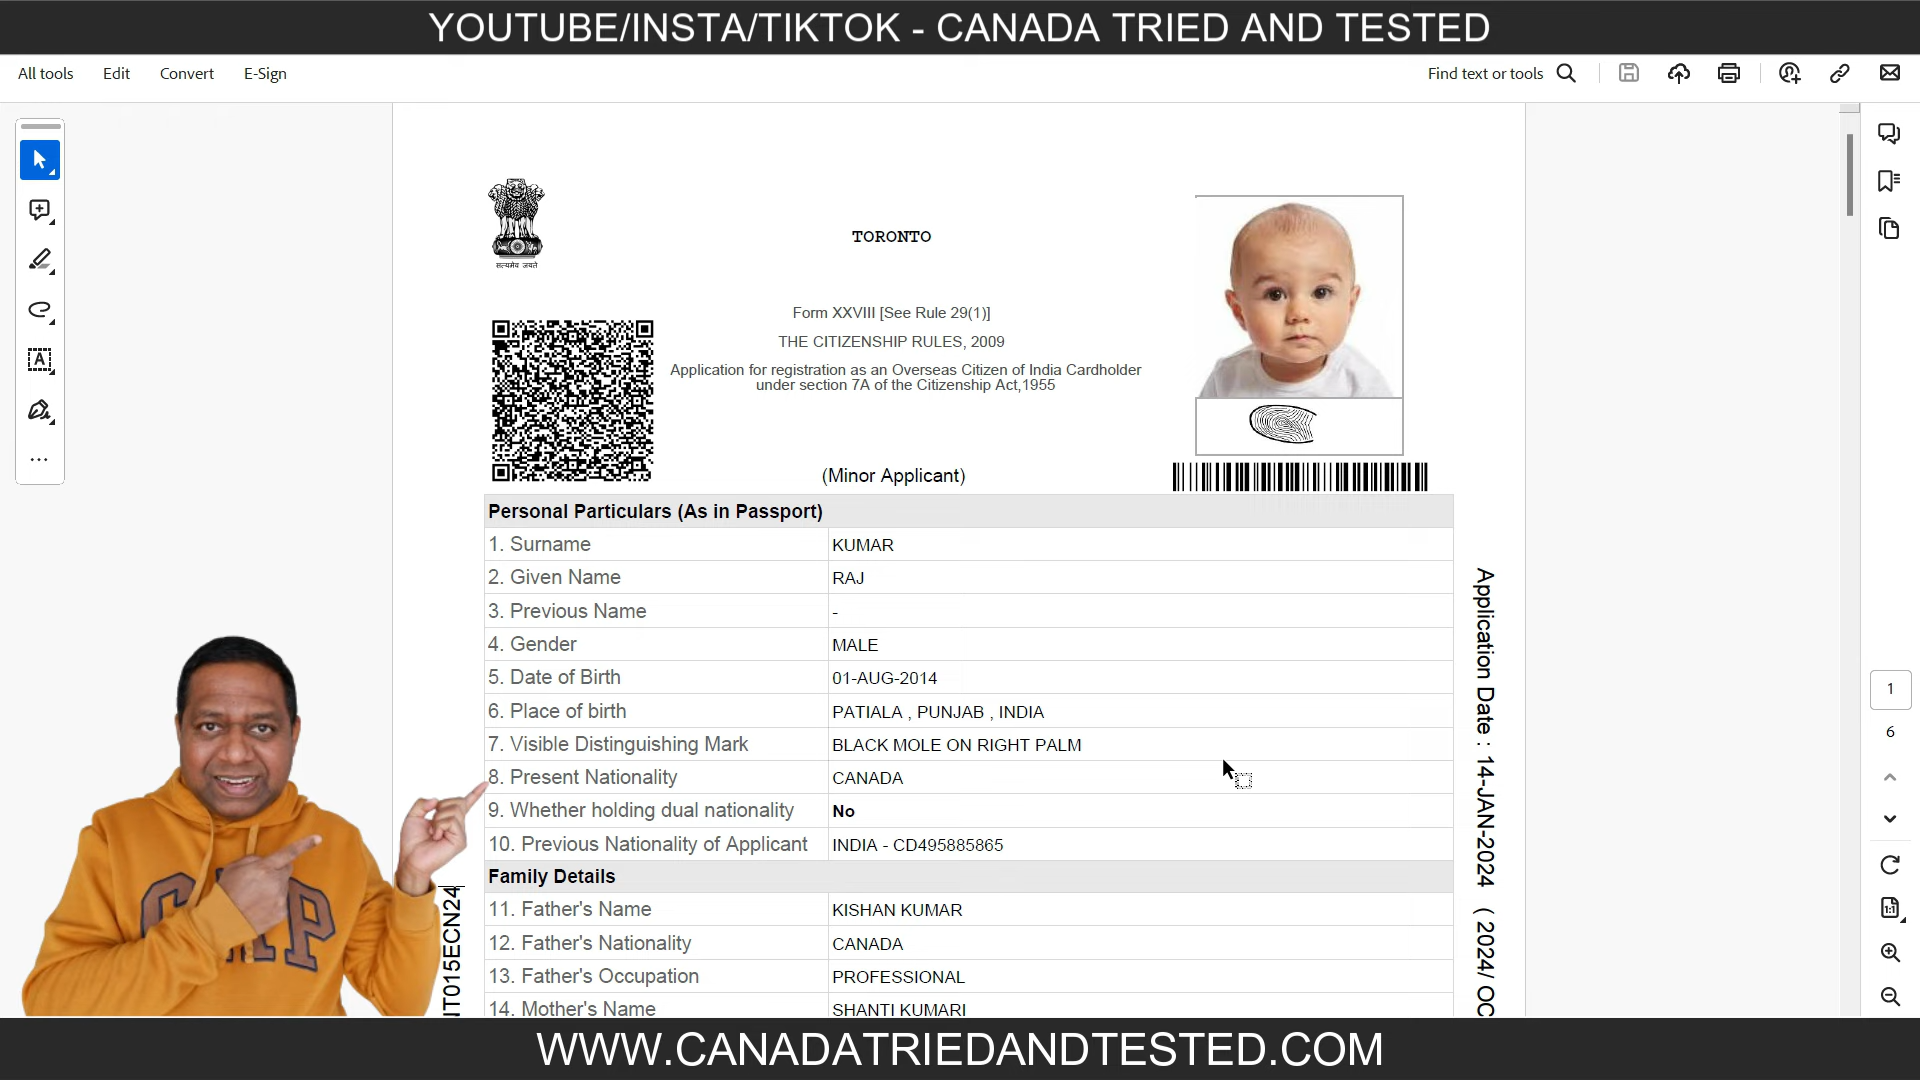 YOUTUBE/INSTA/TIKTOK - CANADA TRIED AND TESTED
All tools Edit Convert E-Sign Find text or tools
सत्यमेव जयते
TORONTO
Form XXVIII [See Rule 29(1)]
THE CITIZENSHIP RULES, 2009
Application for registration as an Overseas Citizen of India Cardholder
under section 7A of the Citizenship Act,1955
(Minor Applicant)
Personal Particulars (As in Passport)
1. Surname KUMAR
2. Given Name RAJ
3. Previous Name -
4. Gender MALE
5. Date of Birth 01-AUG-2014
6. Place of birth PATIALA , PUNJAB , INDIA
7. Visible Distinguishing Mark BLACK MOLE ON RIGHT PALM
8. Present Nationality CANADA
9. Whether holding dual nationality No
10. Previous Nationality of Applicant INDIA - CD495885865
Family Details
11. Father's Name KISHAN KUMAR
12. Father's Nationality CANADA
13. Father's Occupation PROFESSIONAL
14. Mother's Name SHANTI KUMARI
Application Date : 14-JAN-2024 ( 2024/ OC
NT015ECN24
1
6
WWW.CANADATRIEDANDTESTED.COM